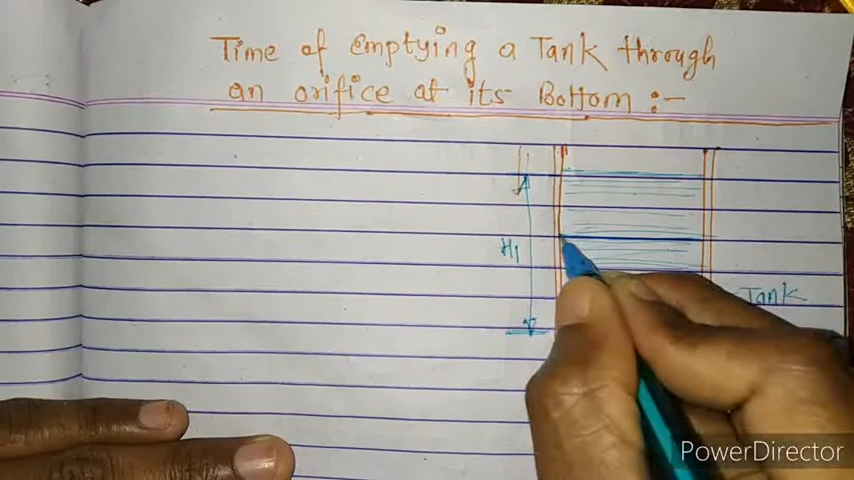 Time of Emptying a Tank through
an orifice at its Bottom :-
H1
Tank
PowerDirector